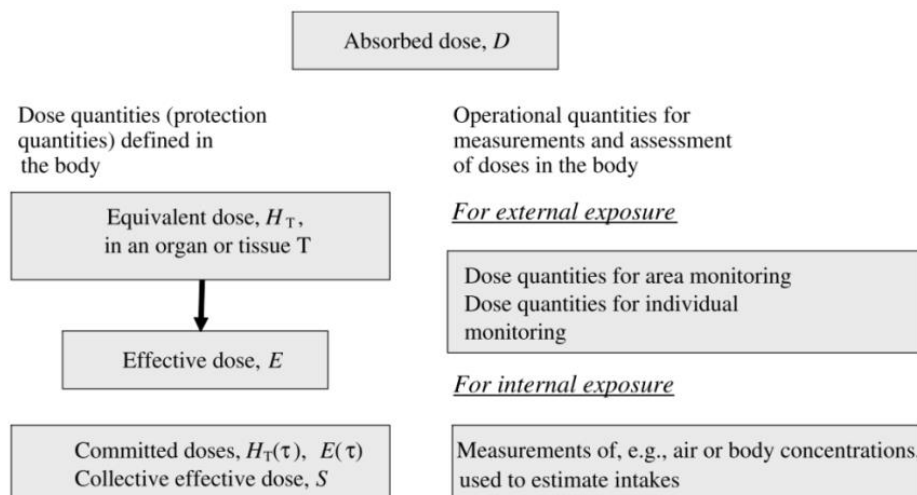 Absorbed dose, D
Dose quantities (protection
quantities) defined in
the body
Equivalent dose, H_T,
in an organ or tissue T
Effective dose, E
Committed doses, H_T(τ), E(τ)
Collective effective dose, S
Operational quantities for
measurements and assessment
of doses in the body
For external exposure
Dose quantities for area monitoring
Dose quantities for individual
monitoring
For internal exposure
Measurements of, e.g., air or body concentrations,
used to estimate intakes